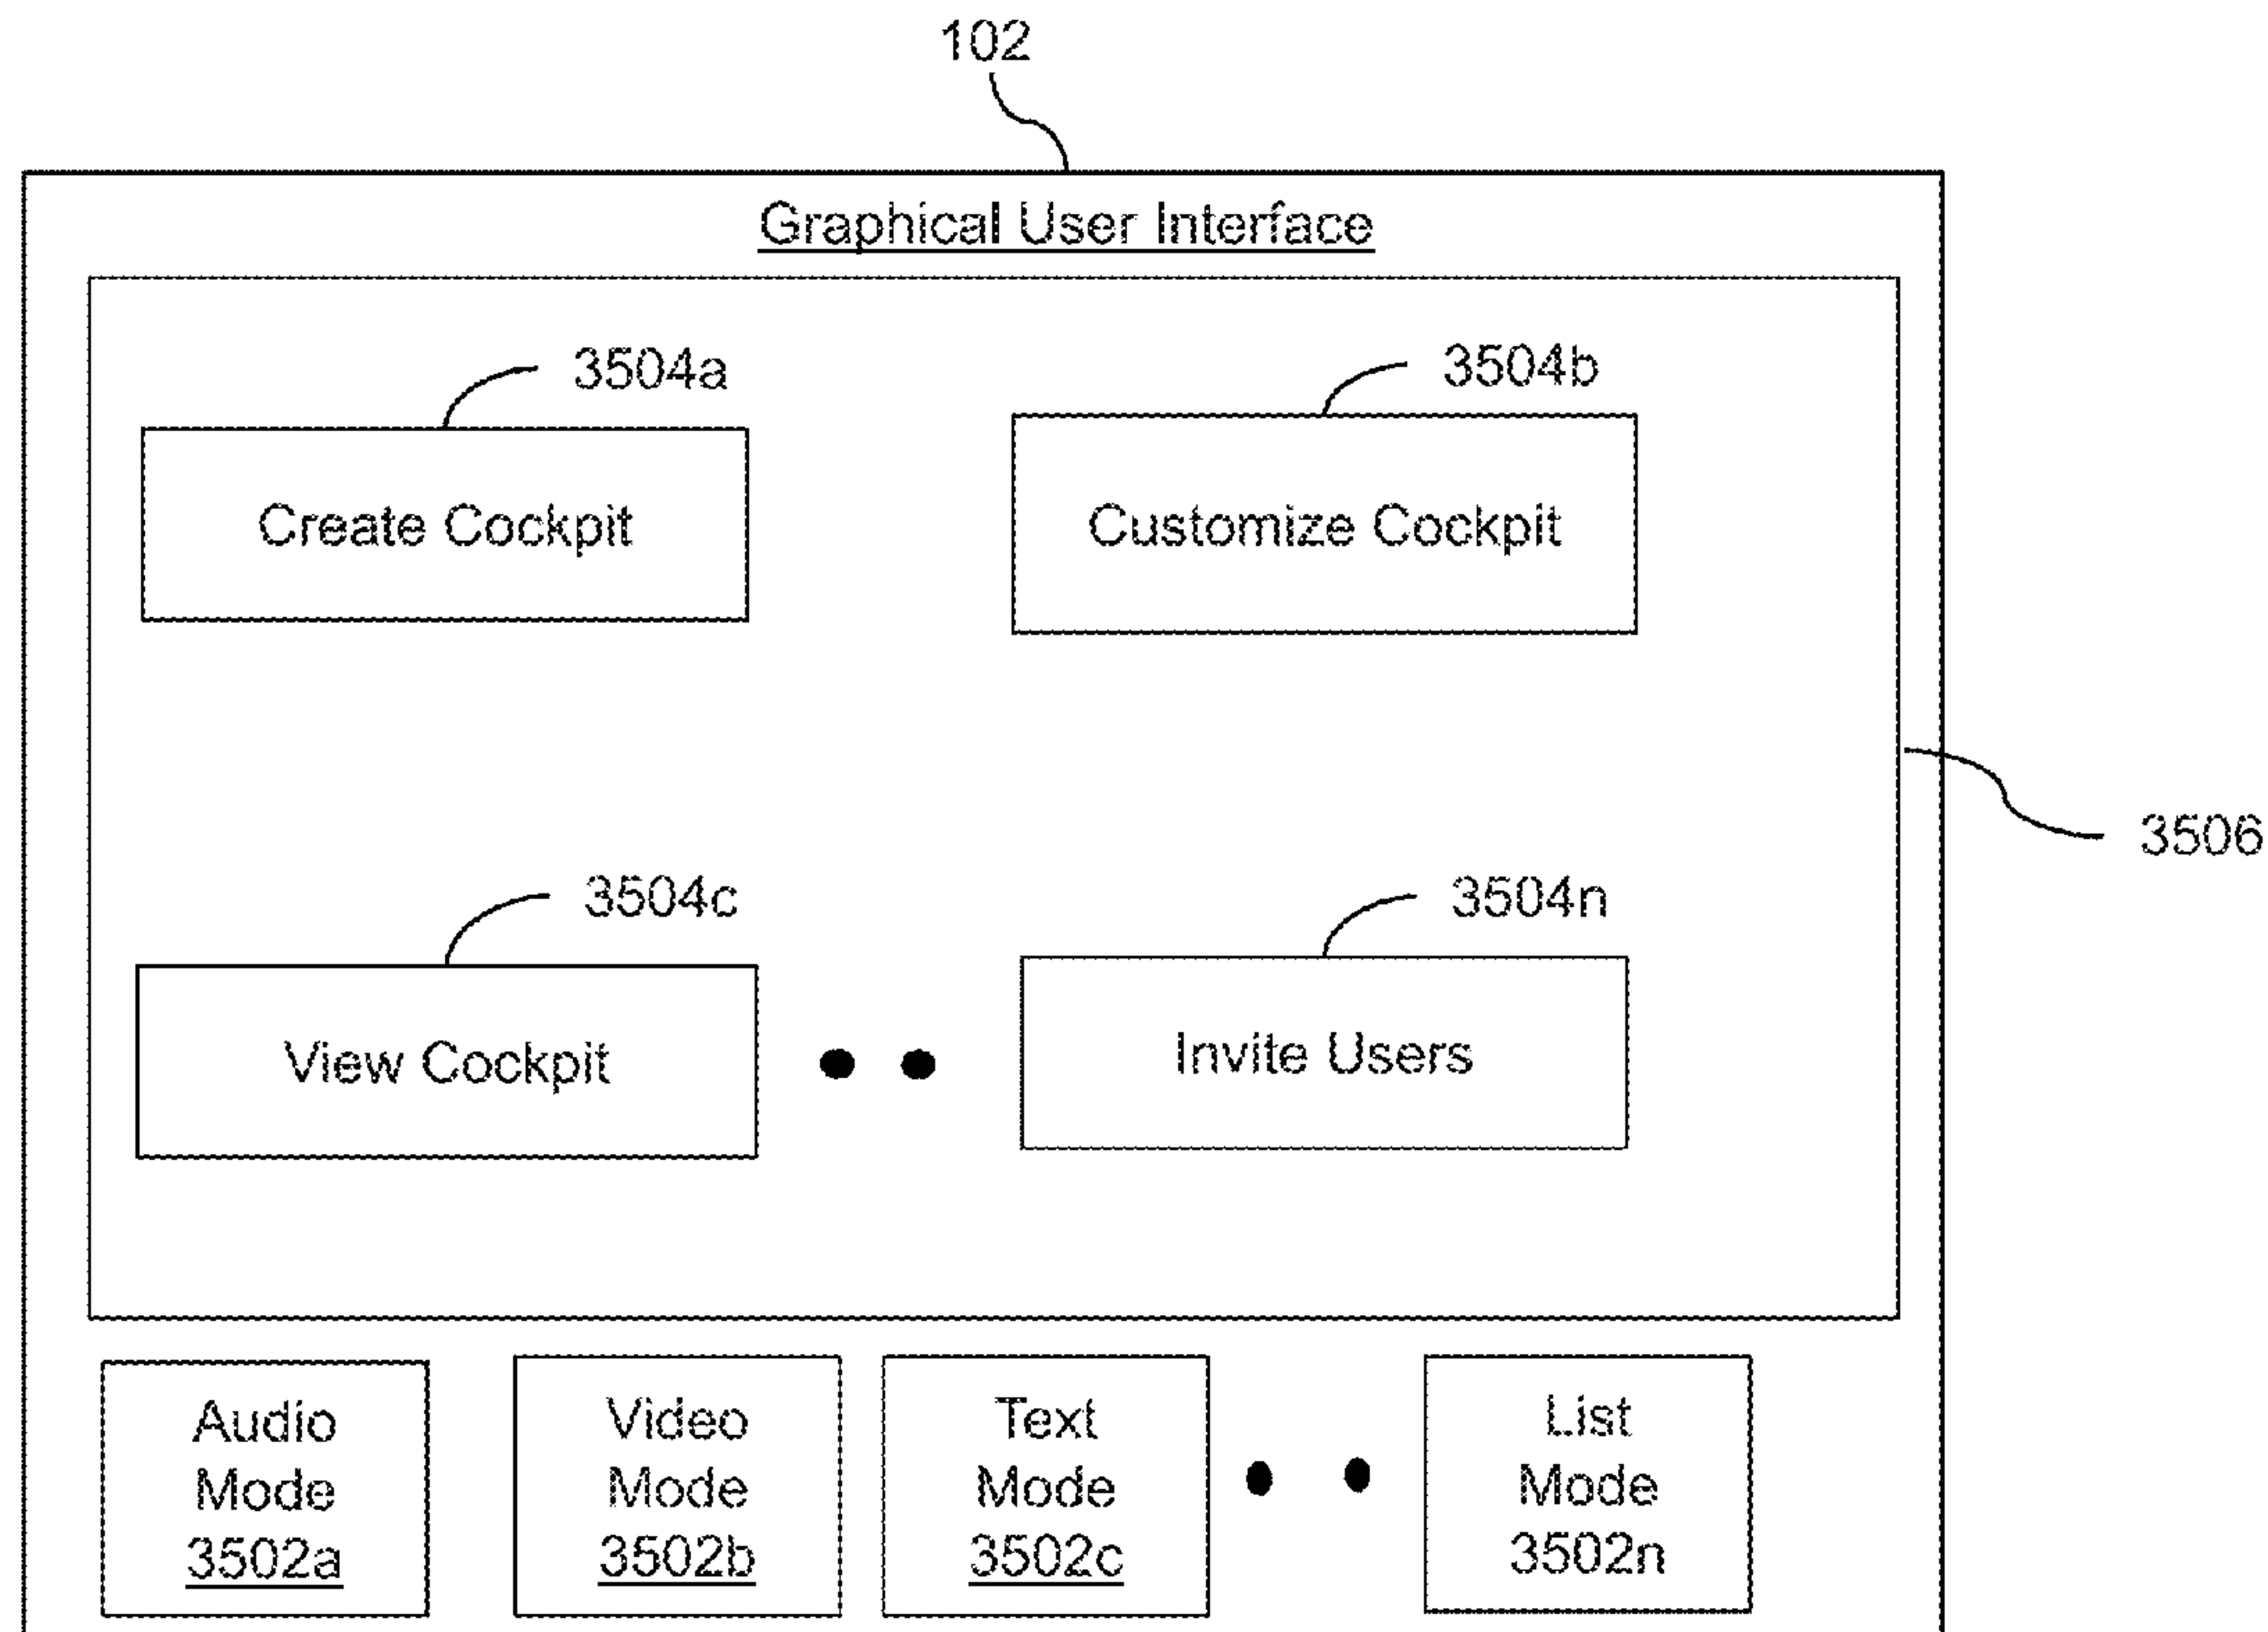 102
Graphical User Interface
3504a
3504b
Create Cockpit
Customize Cockpit
3506
3504c
3504n
View Cockpit
Invite Users
Audio
Mode
3502a
Video
Mode
3502b
Text
Mode
3502c
List
Mode
3502n